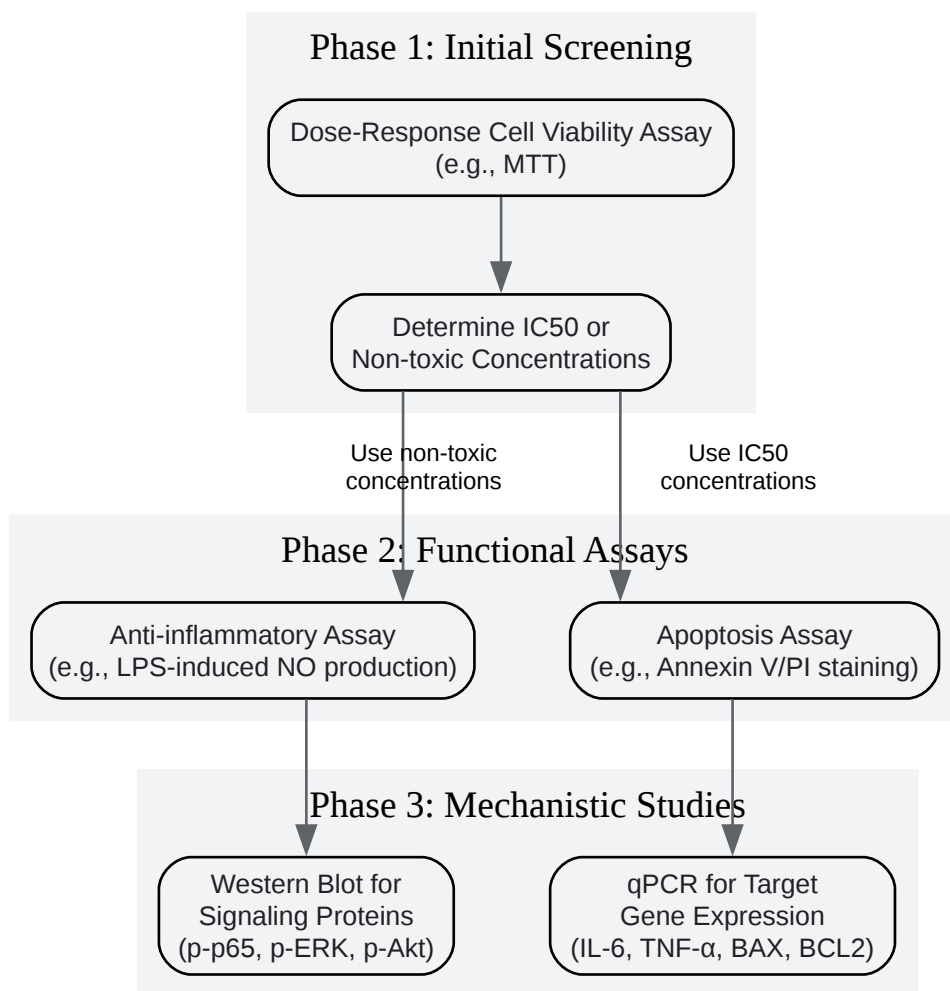 Phase 1: Initial Screening
Dose-Response Cell Viability Assay
(e.g., MTT)
Determine IC50 or
Non-toxic Concentrations
Use non-toxic
concentrations
Use IC50
concentrations
Phase 2: Functional Assays
Anti-inflammatory Assay
(e.g., LPS-induced NO production)
Apoptosis Assay
(e.g., Annexin V/PI staining)
Phase 3: Mechanistic Studies
Western Blot for
Signaling Proteins
(p-p65, p-ERK, p-Akt)
qPCR for Target
Gene Expression
(IL-6, TNF-α, BAX, BCL2)